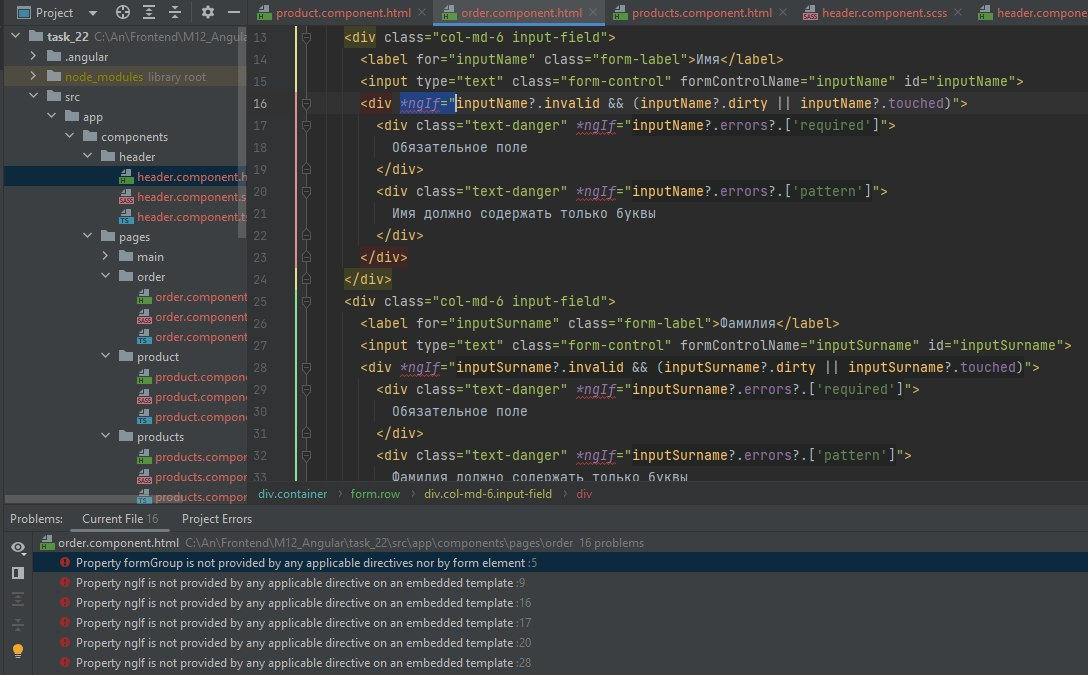 Project
product.component.html
order.component.html
products.component.html
header.component.scss
header.compone
task_22 C:\An\Frontend\M12_Angula
.angular
node_modules library root
src
app
components
header
header.component.h
header.component.s
header.component.t
pages
main
order
order.component
order.component
order.component
product
product.compon
product.compon
product.compon
products
products.compor
products.compor
products.compor
13 <div class="col-md-6 input-field">
14 <label for="inputName" class="form-label">Имя</label>
15 <input type="text" class="form-control" formControlName="inputName" id="inputName">
16 <div *ngIf="inputName?.invalid && (inputName?.dirty || inputName?.touched)">
17 <div class="text-danger" *ngIf="inputName?.errors?.['required']">
18 Обязательное поле
19 </div>
20 <div class="text-danger" *ngIf="inputName?.errors?.['pattern']">
21 Имя должно содержать только буквы
22 </div>
23 </div>
24 </div>
25 <div class="col-md-6 input-field">
26 <label for="inputSurname" class="form-label">Фамилия</label>
27 <input type="text" class="form-control" formControlName="inputSurname" id="inputSurname">
28 <div *ngIf="inputSurname?.invalid && (inputSurname?.dirty || inputSurname?.touched)">
29 <div class="text-danger" *ngIf="inputSurname?.errors?.['required']">
30 Обязательное поле
31 </div>
32 <div class="text-danger" *ngIf="inputSurname?.errors?.['pattern']">
33 Фамилия должно содержать только буквы
div.container › form.row › div.col-md-6.input-field › div
Problems: Current File 16 Project Errors
order.component.html C:\An\Frontend\M12_Angular\task_22\src\app\components\pages\order 16 problems
Property formGroup is not provided by any applicable directives nor by form element :5
Property ngIf is not provided by any applicable directive on an embedded template :9
Property ngIf is not provided by any applicable directive on an embedded template :16
Property ngIf is not provided by any applicable directive on an embedded template :17
Property ngIf is not provided by any applicable directive on an embedded template :20
Property ngIf is not provided by any applicable directive on an embedded template :28